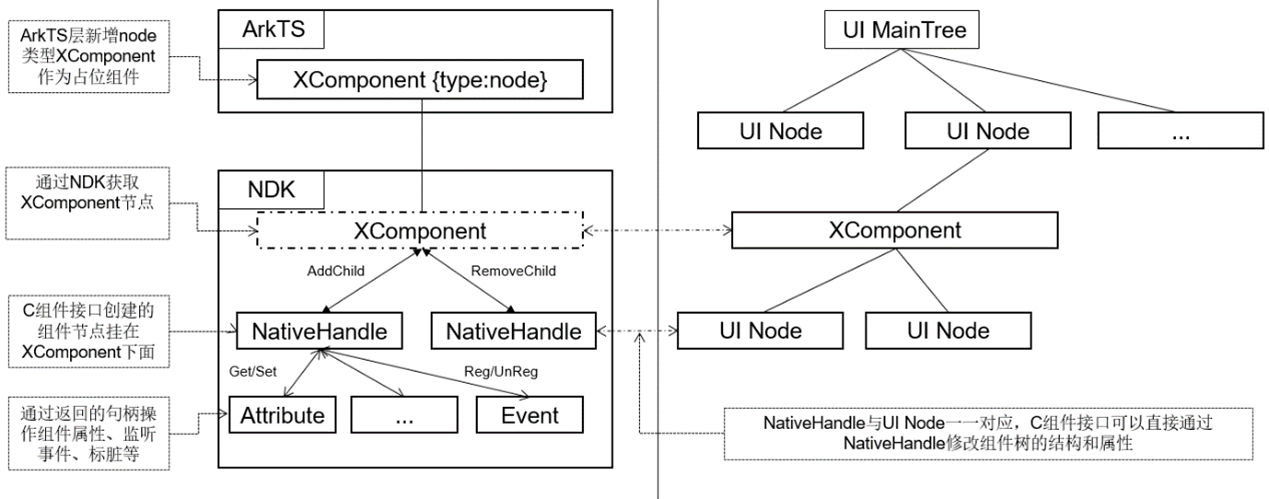 ArkTS层新增node
类型XComponent
作为占位组件
ArkTS
XComponent {type:node}
通过NDK获取
XComponent节点
NDK
XComponent
AddChild
RemoveChild
C组件接口创建的
组件节点挂在
XComponent下面
NativeHandle
NativeHandle
Get/Set
Reg/UnReg
通过返回的句柄操
作组件属性、监听
事件、标脏等
Attribute
...
Event
UI MainTree
UI Node
UI Node
...
XComponent
UI Node
UI Node
NativeHandle与UI Node一一对应，C组件接口可以直接通过
NativeHandle修改组件树的结构和属性